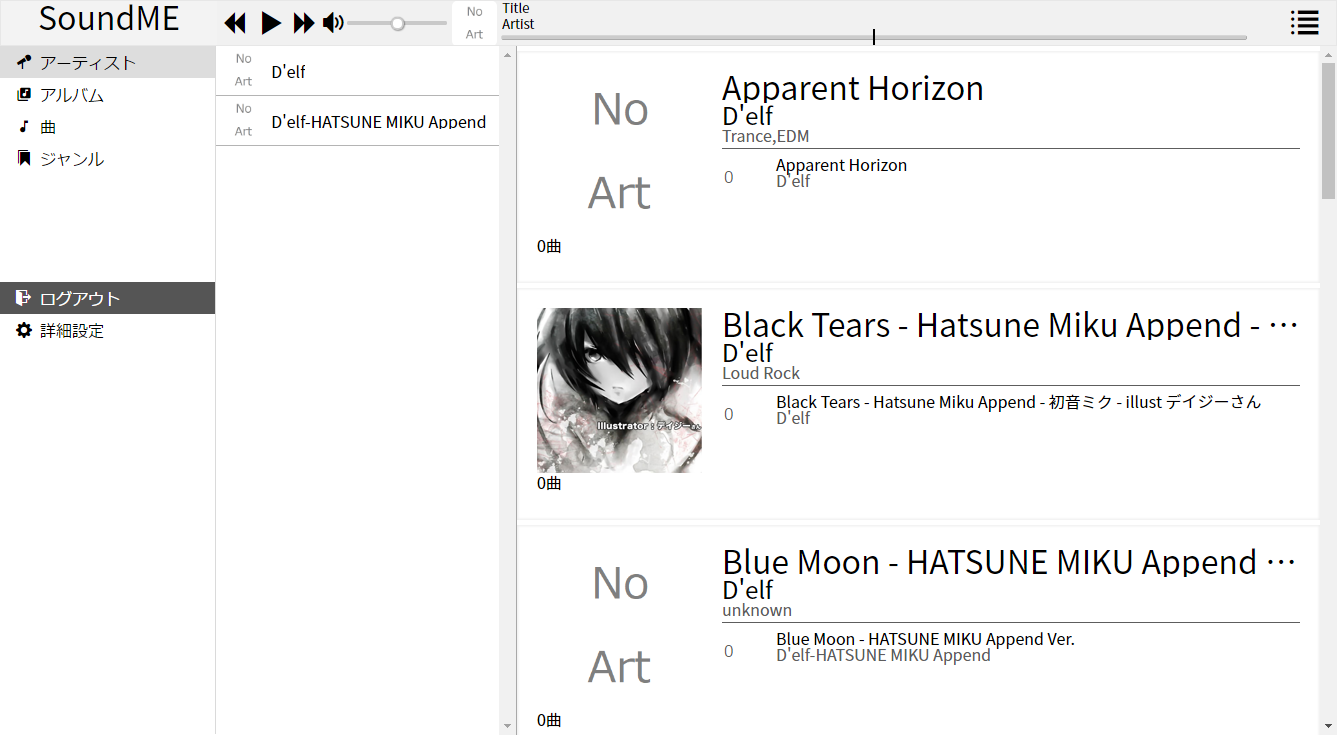 SoundME
No
Art
Title
Artist
アーティスト
アルバム
曲
ジャンル
ログアウト
詳細設定
No
Art
D'elf
No
Art
D'elf-HATSUNE MIKU Append
No
Art
0曲
Apparent Horizon
D'elf
Trance,EDM
0
Apparent Horizon
D'elf
Illustrator : デイジーさん
0曲
Black Tears - Hatsune Miku Append - …
D'elf
Loud Rock
0
Black Tears - Hatsune Miku Append - 初音ミク - illust デイジーさん
D'elf
No
Art
0曲
Blue Moon - HATSUNE MIKU Append …
D'elf
unknown
0
Blue Moon - HATSUNE MIKU Append Ver.
D'elf-HATSUNE MIKU Append